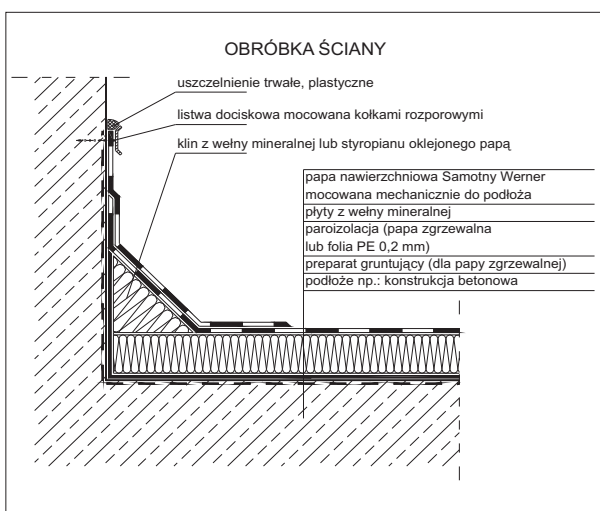 OBRÓBKA ŚCIANY
uszczelnienie trwałe, plastyczne
listwa dociskowa mocowana kołkami rozporowymi
klin z wełny mineralnej lub styropianu oklejonego papą
papa nawierzchniowa Samotny Werner
mocowana mechanicznie do podłoża
płyty z wełny mineralnej
paroizolacja (papa zgrzewalna
lub folia PE 0,2 mm)
preparat gruntujący (dla papy zgrzewalnej)
podłoże np.: konstrukcja betonowa